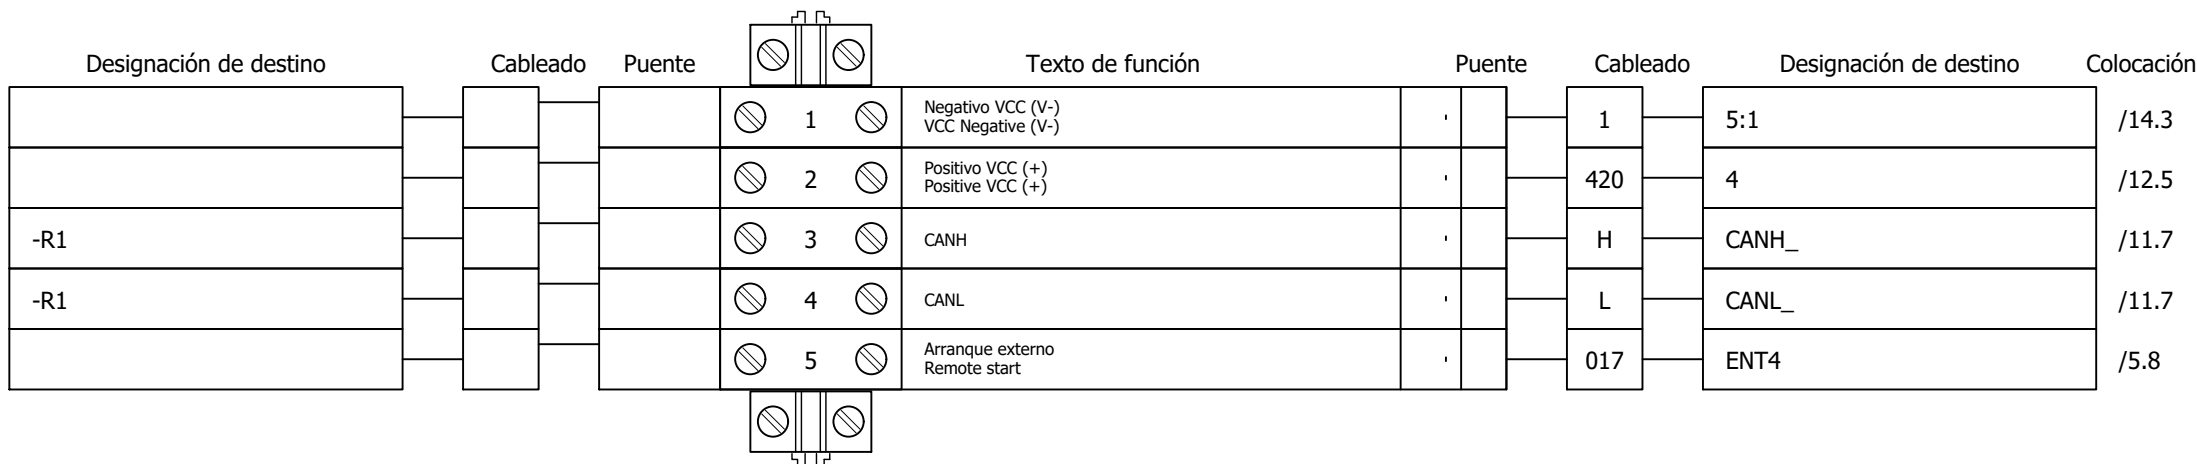 Designación de destino Cableado Puente Texto de función Puente Cableado Designación de destino Colocación
1 Negativo VCC (V-) 1 5:1 /14.3
VCC Negative (V-)
2 Positivo VCC (+) 420 4 /12.5
Positive VCC (+)
-R1 3 CANH H CANH_ /11.7
-R1 4 CANL L CANL_ /11.7
5 Arranque externo 017 ENT4 /5.8
Remote start